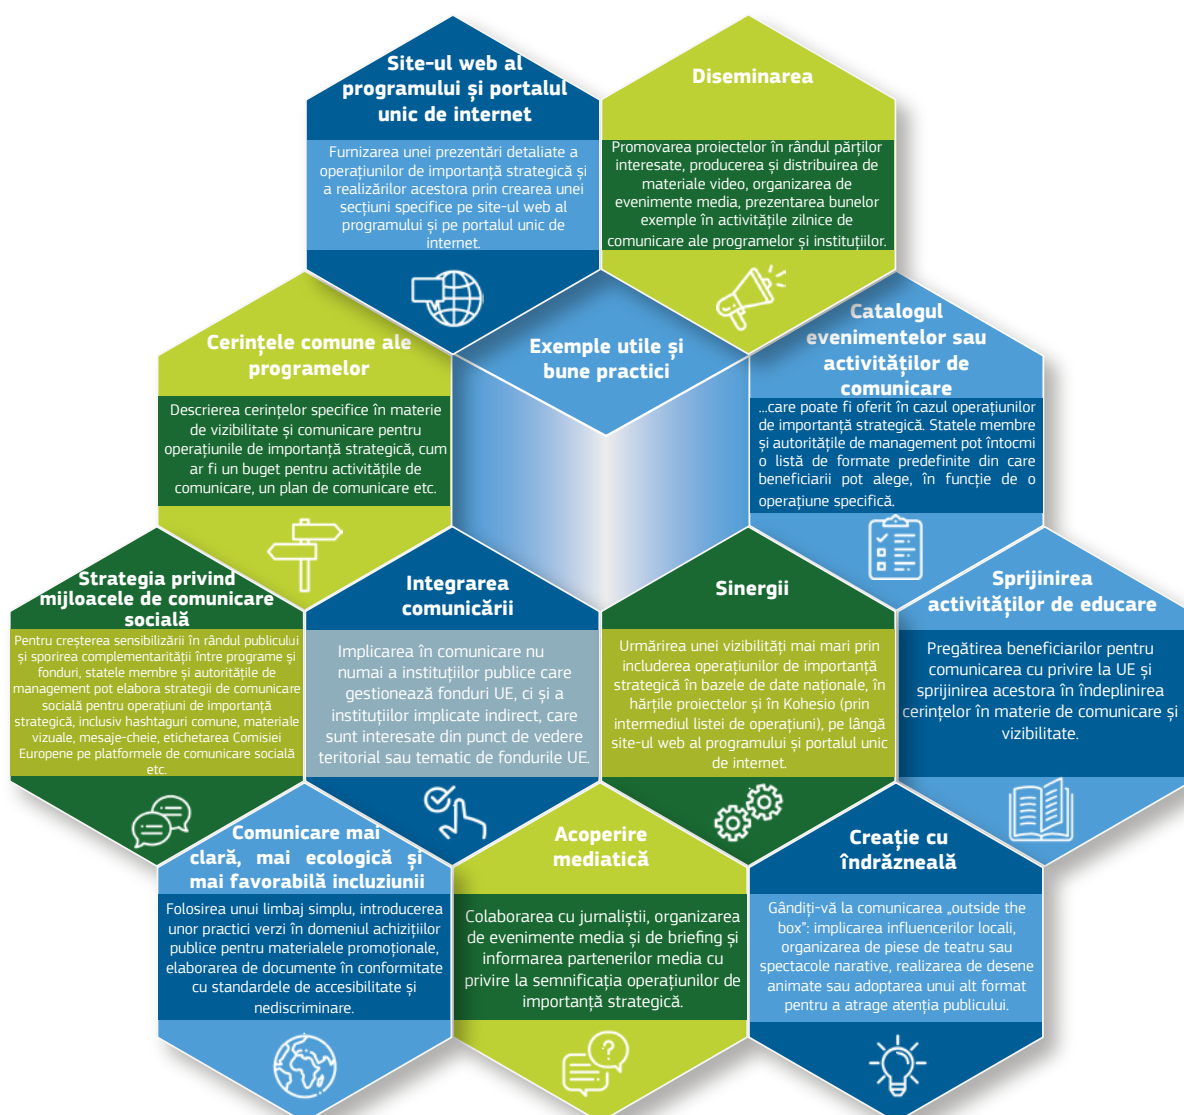 Site-ul web al
programului și portalul
unic de internet
Furnizarea unei prezentări detaliate a
operațiunilor de importanță strategică și
a realizărilor acestora prin crearea unei
secțiuni specifice pe site-ul web al
programului și pe portalul unic de
internet.
Diseminarea
Promovarea proiectelor în rândul părților
interesate, producerea și distribuirea de
materiale video, organizarea de
evenimente media, prezentarea bunelor
exemple în activitățile zilnice de
comunicare ale programelor și instituțiilor.
Exemple utile și
bune practici
Cerințele comune ale
programelor
Descrierea cerințelor specifice în materie
de vizibilitate și comunicare pentru
operațiunile de importanță strategică, cum
ar fi un buget pentru activitățile de
comunicare, un plan de comunicare etc.
Catalogul
evenimentelor sau
activităților de
comunicare
...care poate fi oferit în cazul operațiunilor
de importanță strategică. Statele membre
și autoritățile de management pot întocmi
o listă de formate predefinite din care
beneficiarii pot alege, în funcție de o
operațiune specifică.
Strategia privind
mijloacele de comunicare
socială
Pentru creșterea sensibilizării în rândul publicului
și sporirea complementarității între programe și
fonduri, statele membre și autoritățile de
management pot elabora strategii de comunicare
socială pentru operațiuni de importanță
strategică, inclusiv hashtaguri comune, materiale
vizuale, mesaje-cheie, etichetarea Comisiei
Europene pe platformele de comunicare socială
etc.
Integrarea
comunicării
Implicarea în comunicare nu
numai a instituțiilor publice care
gestionează fonduri UE, ci și a
instituțiilor implicate indirect, care
sunt interesate din punct de vedere
teritorial sau tematic de fondurile UE.
Sinergii
Urmărirea unei vizibilități mai mari prin
includerea operațiunilor de importanță
strategică în bazele de date naționale, în
hărțile proiectelor și în Kohesio (prin
intermediul listei de operațiuni), pe lângă
site-ul web al programului și portalul unic
de internet.
Sprijinirea
activităților de educare
Pregătirea beneficiarilor pentru
comunicarea cu privire la UE și
sprijinirea acestora în îndeplinirea
cerințelor în materie de comunicare și
vizibilitate.
Comunicare mai
clară, mai ecologică și
mai favorabilă incluziunii
Folosirea unui limbaj simplu, introducerea
unor practici verzi în domeniul achizițiilor
publice pentru materialele promoționale,
elaborarea de documente în conformitate
cu standardele de accesibilitate și
nediscriminare.
Acoperire
mediatică
Colaborarea cu jurnaliștii, organizarea
de evenimente media și de briefing și
informarea partenerilor media cu
privire la semnificația operațiunilor de
importanță strategică.
Creație cu
îndrăzneală
Gândiți-vă la comunicarea „outside the
box”: implicarea influencerilor locali,
organizarea de piese de teatru sau
spectacole narative, realizarea de desene
animate sau adoptarea unui alt format
pentru a atrage atenția publicului.
?